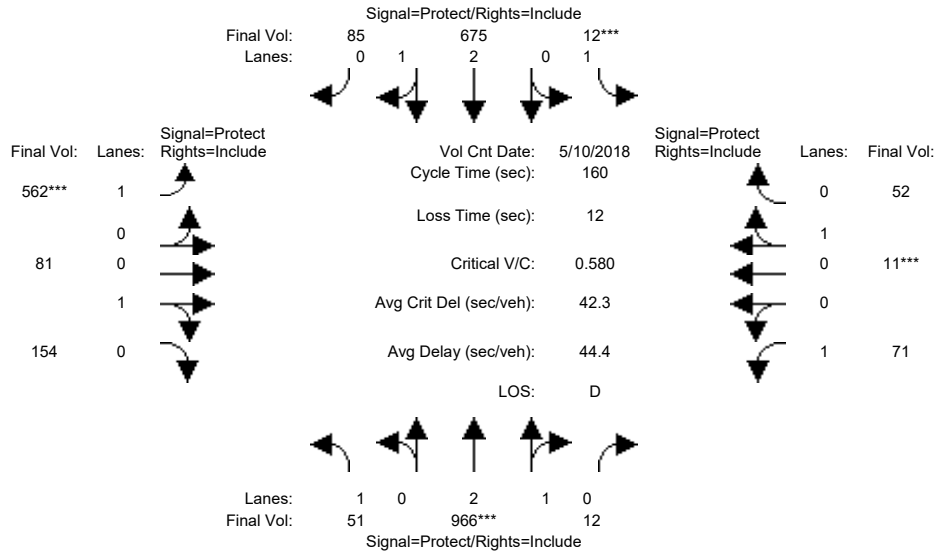 Signal=Protect/Rights=Include
Final Vol: 85 675 12***
Lanes: 0 1 2 0 1
Signal=Protect
Final Vol: Lanes: Rights=Include
Vol Cnt Date: 5/10/2018
Signal=Protect
Rights=Include Lanes: Final Vol:
Cycle Time (sec): 160
562*** 1
0 52
Loss Time (sec): 12
0
1
81 0
Critical V/C: 0.580
0 11***
1
Avg Crit Del (sec/veh): 42.3
0
154 0
Avg Delay (sec/veh): 44.4
1 71
LOS: D
Lanes: 1 0 2 1 0
Final Vol: 51 966*** 12
Signal=Protect/Rights=Include